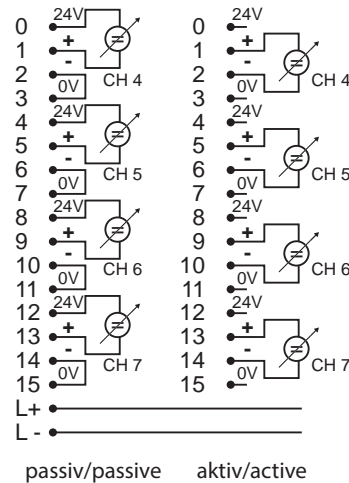 0 24V 0 24V
1 + 1 +
2 - CH 4 2 - CH 4
3 0V 3 0V
4 24V 4 24V
5 + 5 +
6 - CH 5 6 - CH 5
7 0V 7 0V
8 24V 8 24V
9 + 9 +
10 - CH 6 10 - CH 6
11 0V 11 0V
12 24V 12 24V
13 + 13 +
14 - CH 7 14 - CH 7
15 0V 15 0V
L+
L -
passiv/passive aktiv/active